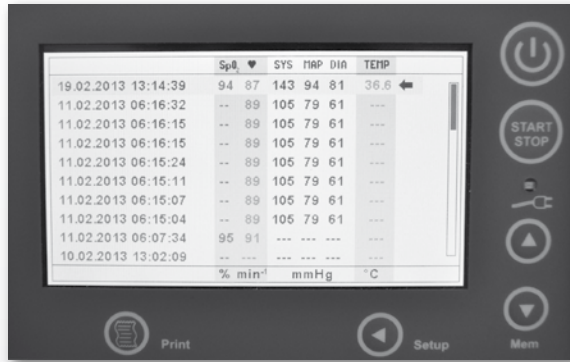 SpO₂ ♥ SYS MAP DIA TEMP
19.02.2013 13:14:39 94 87 143 94 81 36.6
11.02.2013 06:16:32 -- 89 105 79 61 ---
11.02.2013 06:16:15 -- 89 105 79 61 ---
11.02.2013 06:16:15 -- 89 105 79 61 ---
11.02.2013 06:15:24 -- 89 105 79 61 ---
11.02.2013 06:15:11 -- 89 105 79 61 ---
11.02.2013 06:15:07 -- 89 105 79 61 ---
11.02.2013 06:15:04 -- 89 105 79 61 ---
11.02.2013 06:07:34 95 91 --- --- --- ---
10.02.2013 13:02:09 -- --- --- --- --- ---
% min⁻¹ mmHg °C
START
STOP
Print
Setup
Mem